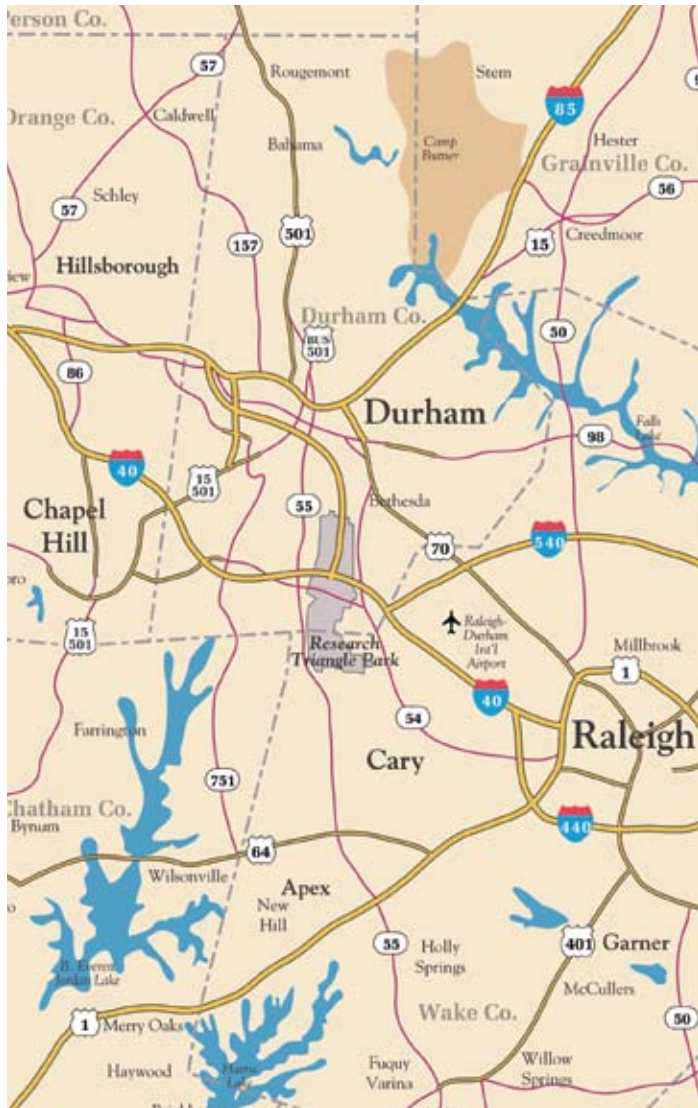 Person Co.
57
Rougemont
Stem
85
Orange Co.
Caldwell
Camp
Butner
Hester
Bahama
Grainville Co.
56
Schley
57
157
501
15
Creedmoor
Hillsborough
Durham Co.
50
BUS
501
86
Durham
Falls
Lake
98
40
15
501
55
Bethesda
Chapel
Hill
70
540
15
501
Research
Triangle Park
Raleigh-
Durham
Int'l
Airport
Millbrook
1
40
Farrington
54
Raleigh
Cary
751
Chatham Co.
Bynum
440
64
Wilsonville
Apex
New
Hill
55
Holly
Springs
401
Garner
B. Everett
Jordan Lake
McCullers
Wake Co.
1
Merry Oaks
50
Haywood
Harris
Lake
Fuquy
Varina
Willow
Springs